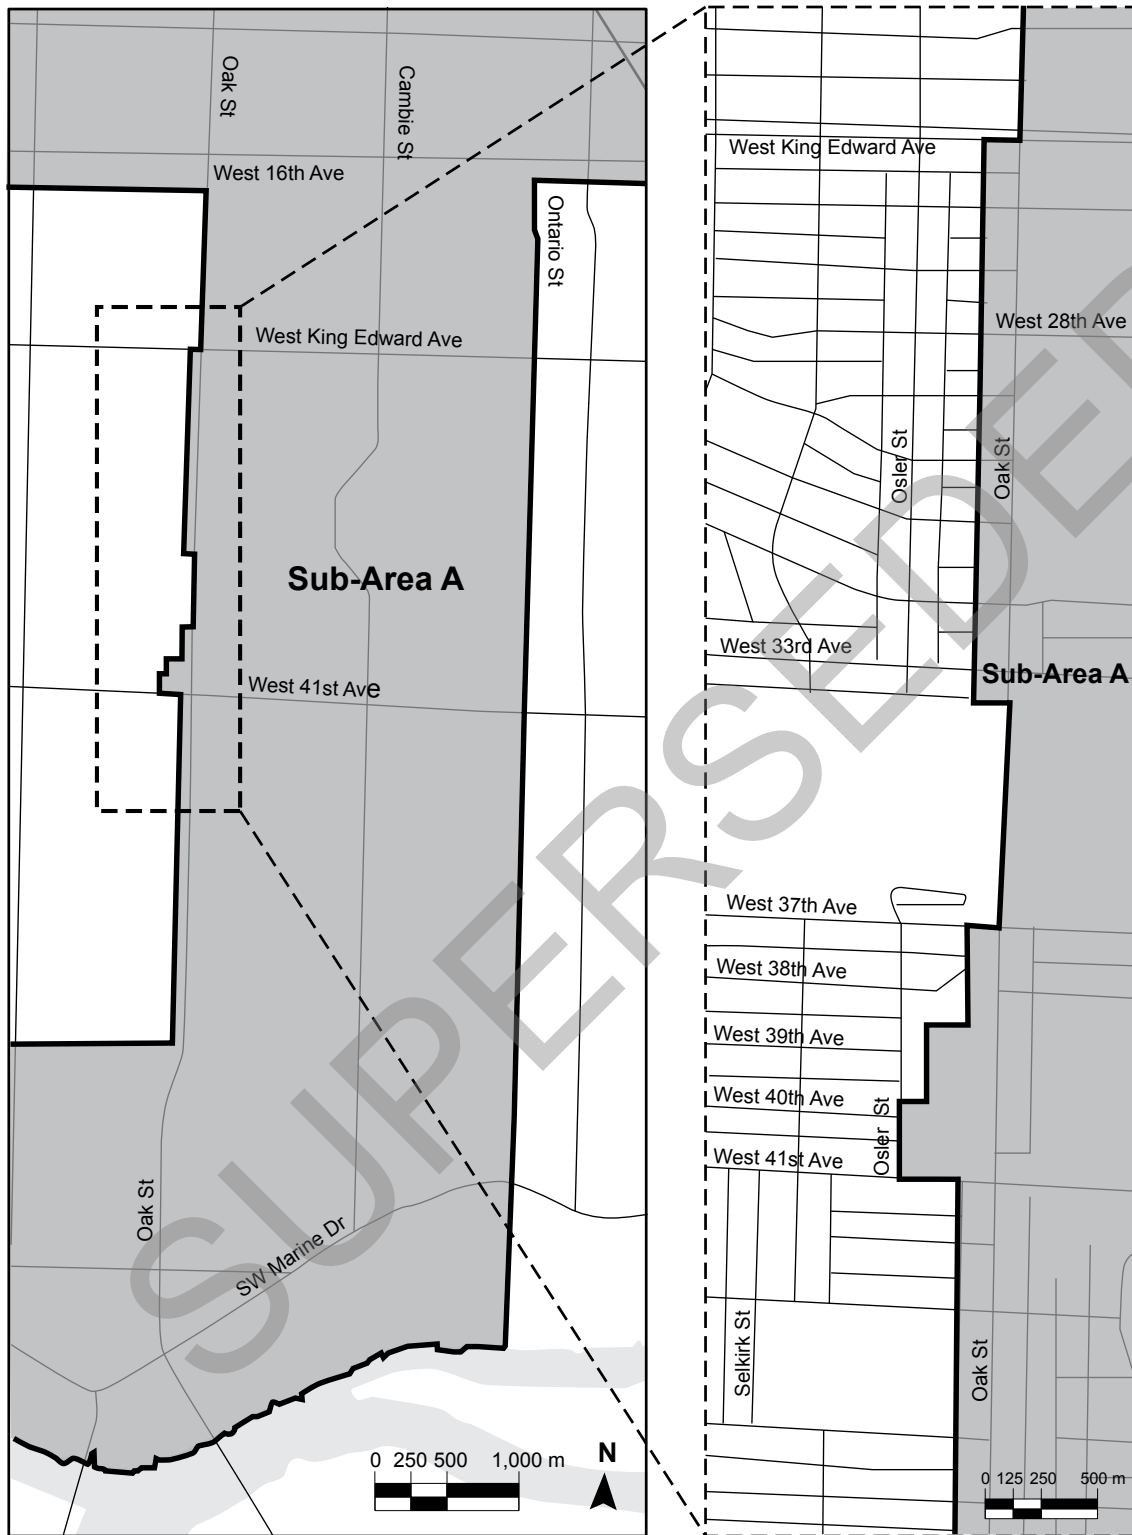 Oak St
Cambie St
West 16th Ave
Ontario St
West King Edward Ave
Sub-Area A
West 41st Ave
Oak St
SW Marine Dr
0 250 500 1,000 m
N
West King Edward Ave
West 28th Ave
Osler St
Oak St
West 33rd Ave
Sub-Area A
West 37th Ave
West 38th Ave
West 39th Ave
West 40th Ave
Osler St
West 41st Ave
Selkirk St
Oak St
0 125 250 500 m
SUPERSEDED